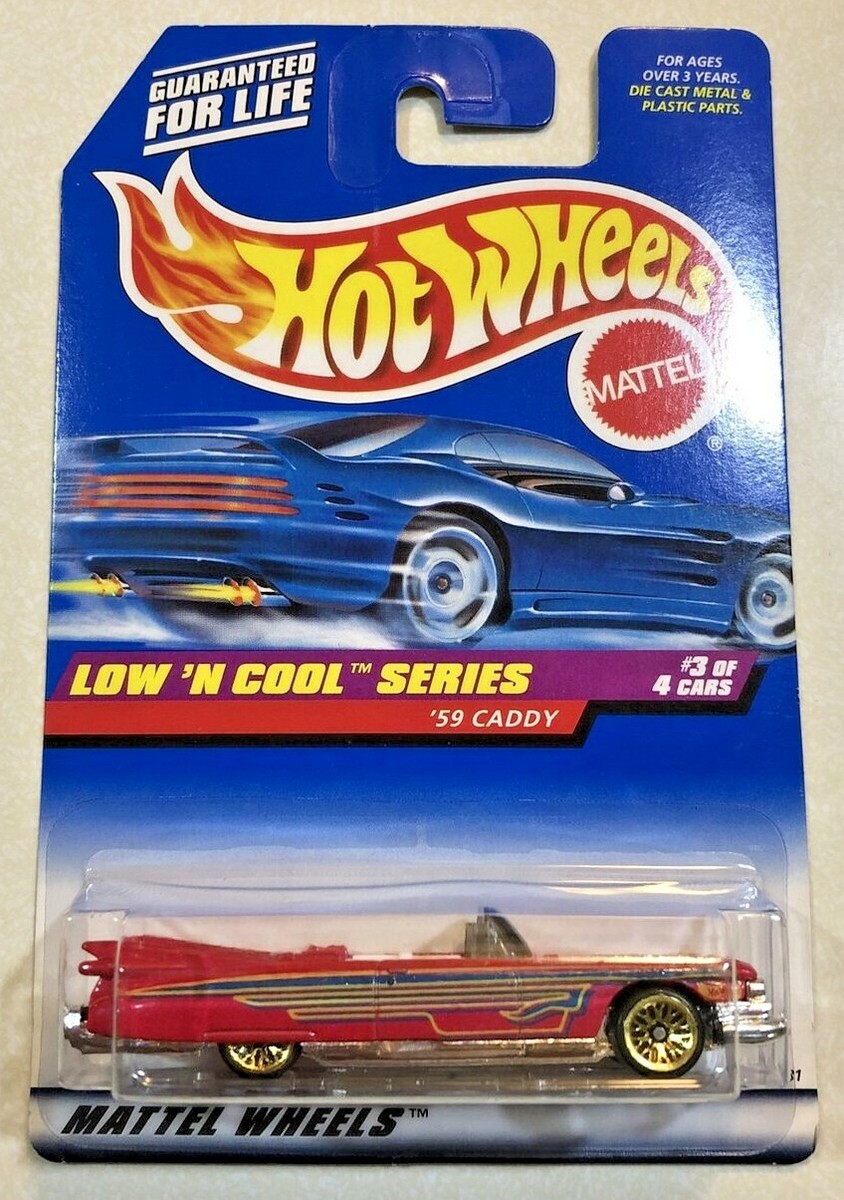 GUARANTEED
FOR LIFE
FOR AGES
OVER 3 YEARS.
DIE CAST METAL &
PLASTIC PARTS.
HOT WHEELS
MATTEL
®
LOW 'N COOL™ SERIES
#3 OF
4 CARS
'59 CADDY
MATTEL WHEELS™